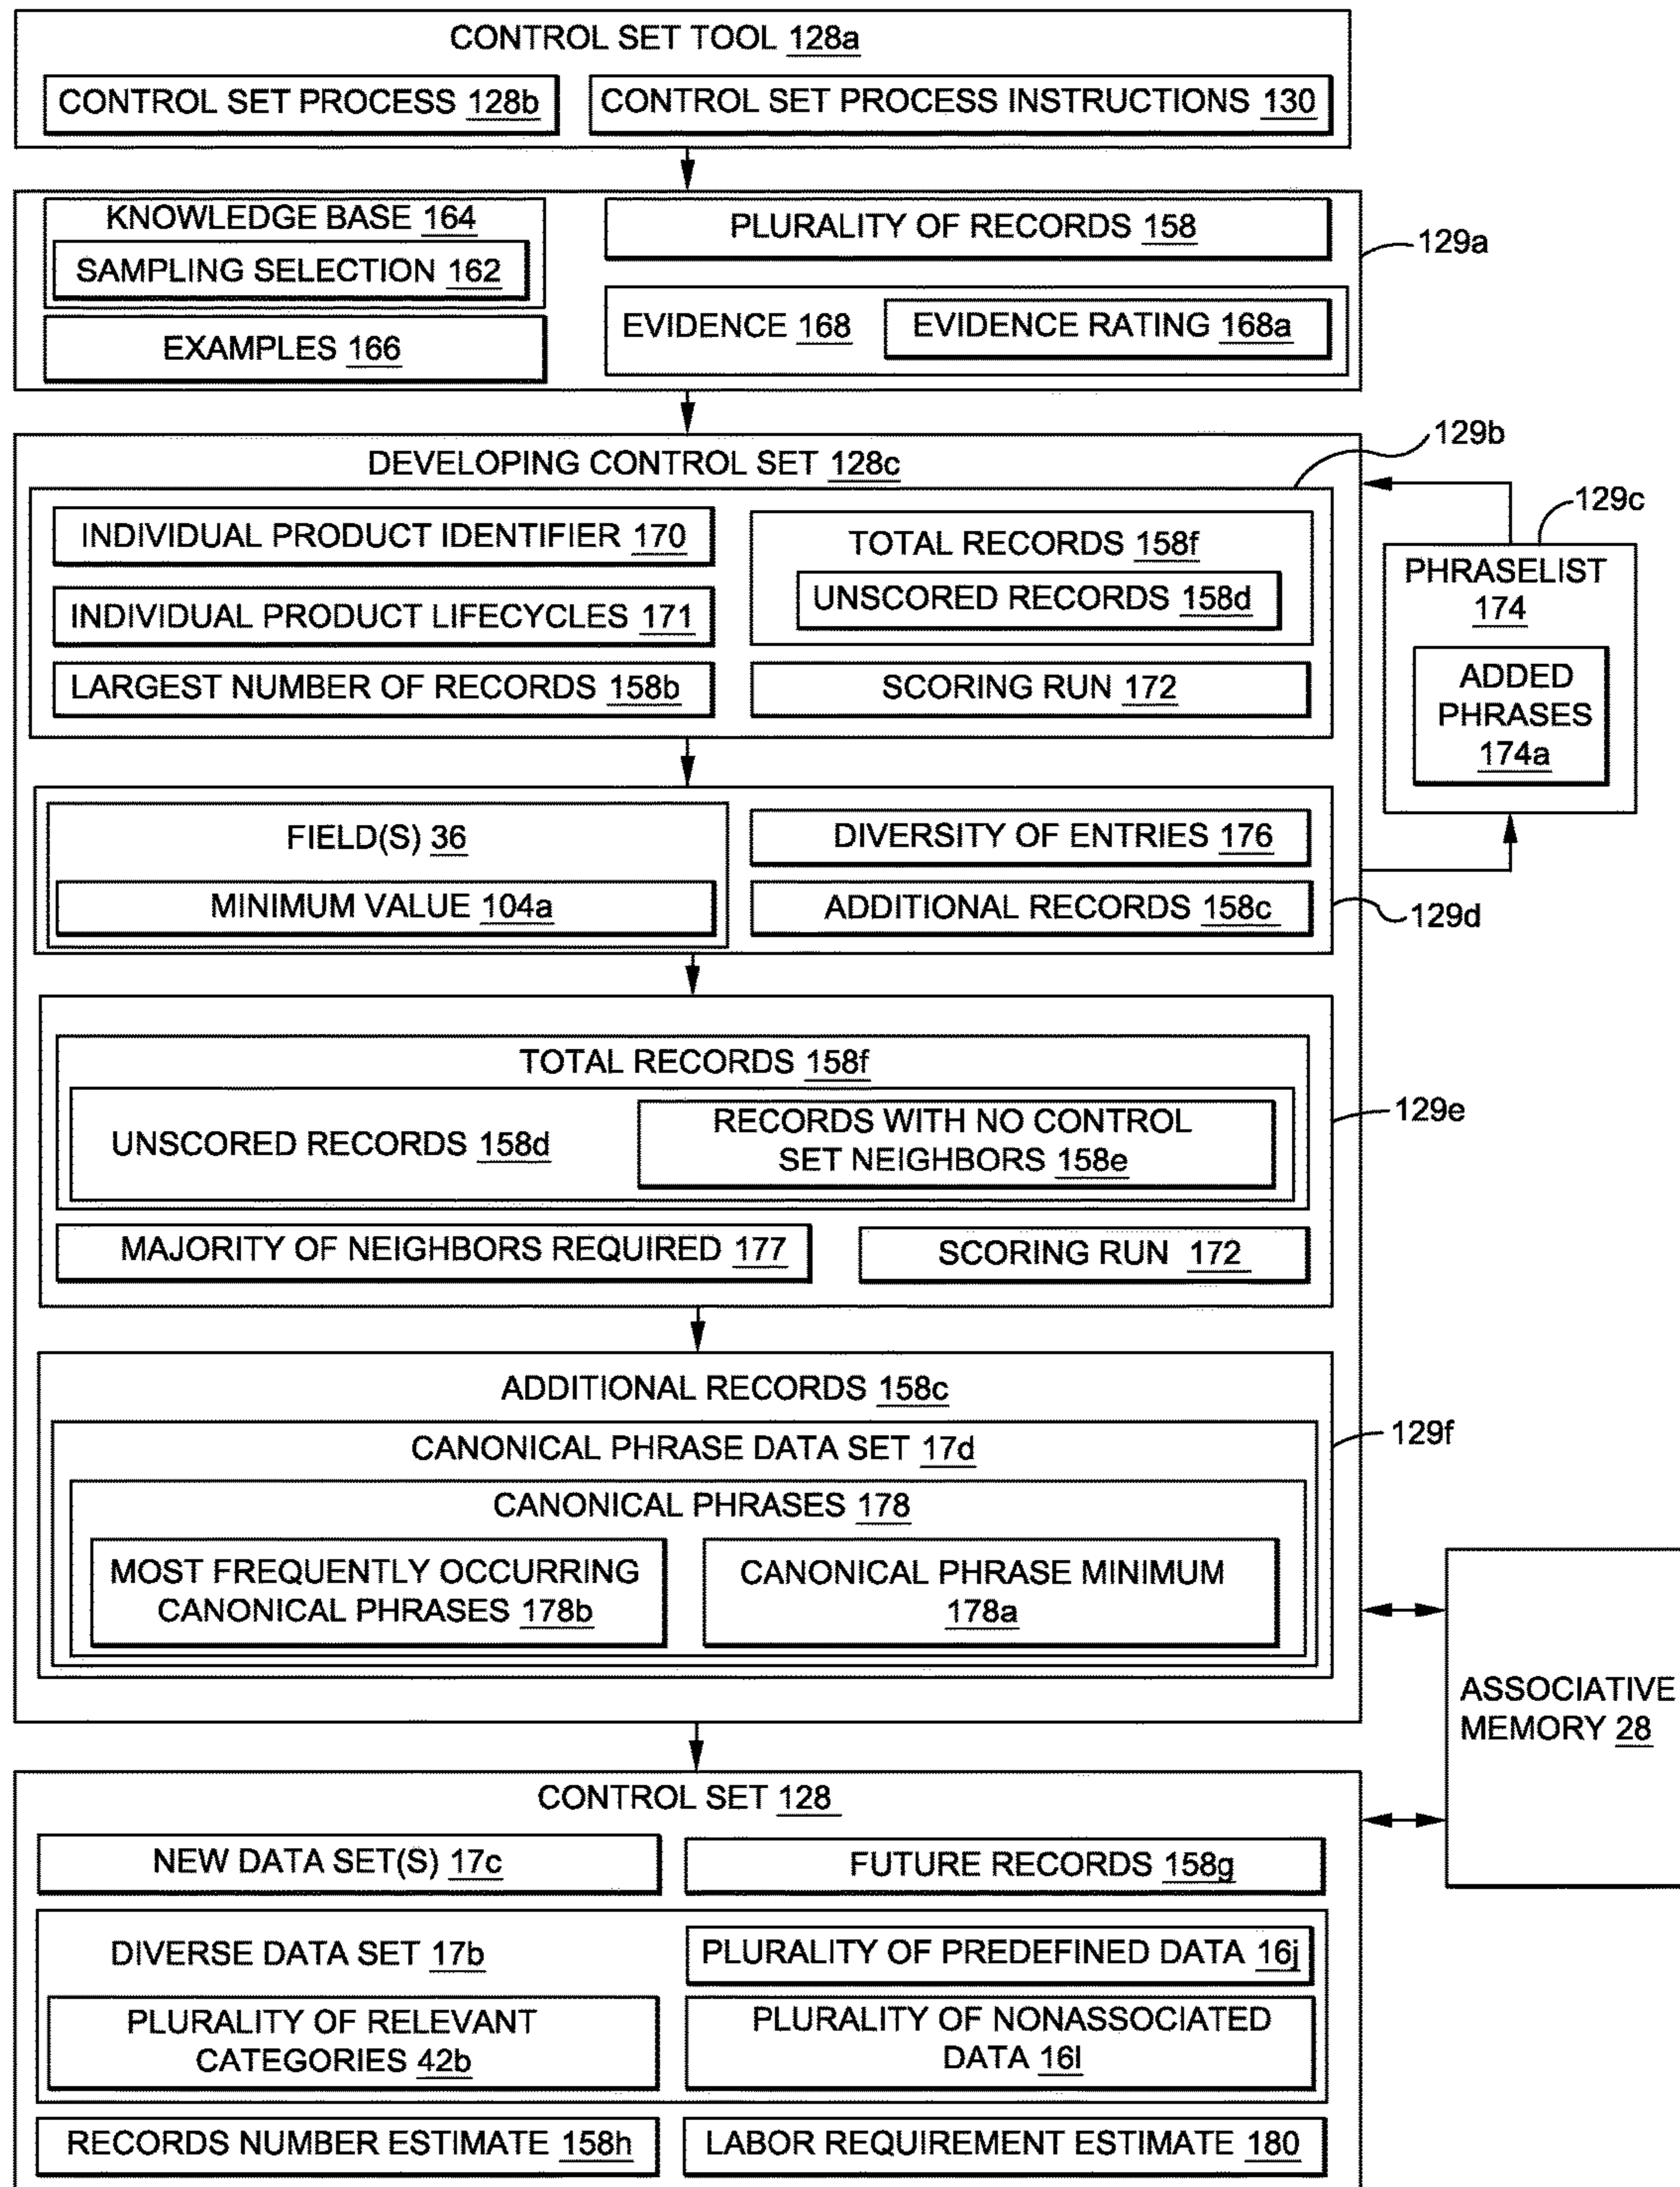 CONTROL SET TOOL 128a
CONTROL SET PROCESS 128b
CONTROL SET PROCESS INSTRUCTIONS 130
KNOWLEDGE BASE 164
SAMPLING SELECTION 162
EXAMPLES 166
PLURALITY OF RECORDS 158
EVIDENCE 168
EVIDENCE RATING 168a
129a
DEVELOPING CONTROL SET 128c
129b
INDIVIDUAL PRODUCT IDENTIFIER 170
INDIVIDUAL PRODUCT LIFECYCLES 171
LARGEST NUMBER OF RECORDS 158b
TOTAL RECORDS 158f
UNSCORED RECORDS 158d
SCORING RUN 172
129c
PHRASELIST
174
ADDED
PHRASES
174a
FIELD(S) 36
MINIMUM VALUE 104a
DIVERSITY OF ENTRIES 176
ADDITIONAL RECORDS 158c
129d
TOTAL RECORDS 158f
UNSCORED RECORDS 158d
RECORDS WITH NO CONTROL
SET NEIGHBORS 158e
129e
MAJORITY OF NEIGHBORS REQUIRED 177
SCORING RUN 172
ADDITIONAL RECORDS 158c
CANONICAL PHRASE DATA SET 17d
129f
CANONICAL PHRASES 178
MOST FREQUENTLY OCCURRING
CANONICAL PHRASES 178b
CANONICAL PHRASE MINIMUM
178a
ASSOCIATIVE
MEMORY 28
CONTROL SET 128
NEW DATA SET(S) 17c
FUTURE RECORDS 158g
DIVERSE DATA SET 17b
PLURALITY OF PREDEFINED DATA 16j
PLURALITY OF RELEVANT
CATEGORIES 42b
PLURALITY OF NONASSOCIATED
DATA 16l
RECORDS NUMBER ESTIMATE 158h
LABOR REQUIREMENT ESTIMATE 180